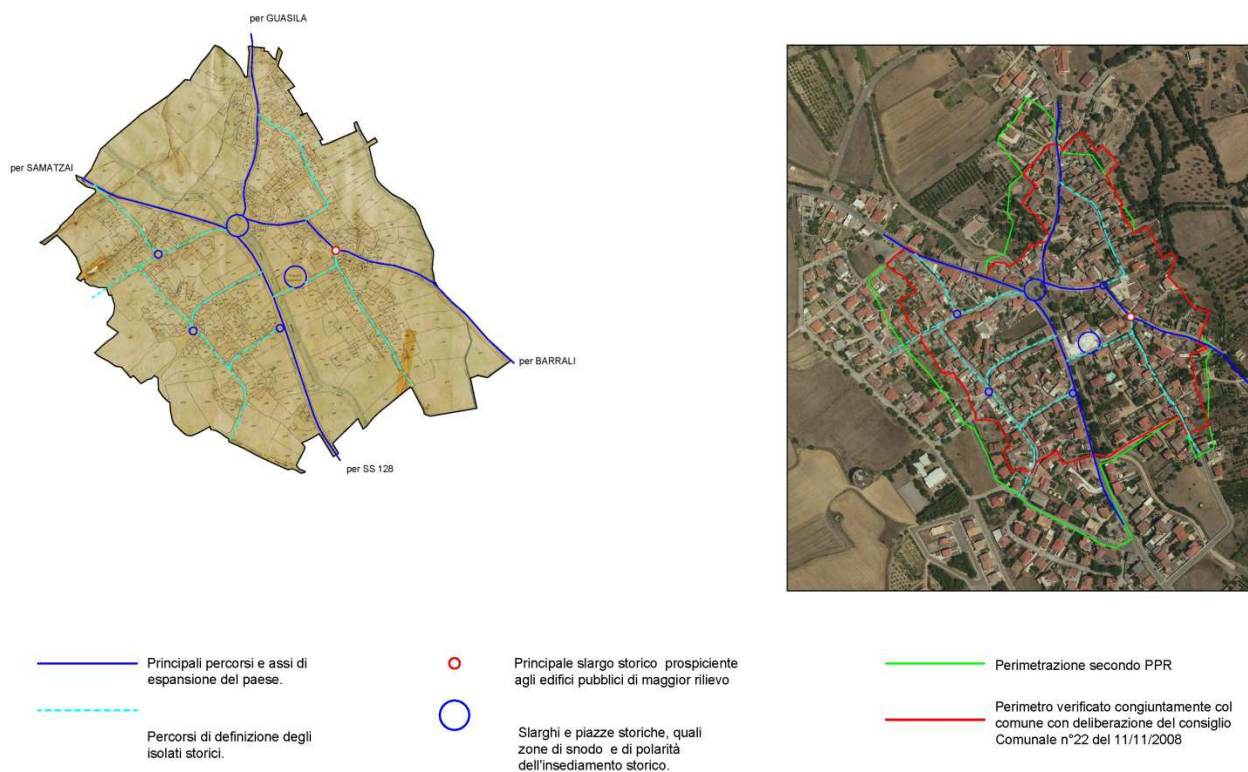 per GUASILA
per SAMATZAI
per BARRALI
per SS 128
Principali percorsi e assi di
espansione del paese.
Percorsi di definizione degli
isolati storici.
Principale slargo storico prospiciente
agli edifici pubblici di maggior rilievo
Slarghi e piazze storiche, quali
zone di snodo e di polarità
dell'insediamento storico.
Perimetrazione secondo PPR
Perimetro verificato congiuntamente col
comune con deliberazione del consiglio
Comunale n°22 del 11/11/2008